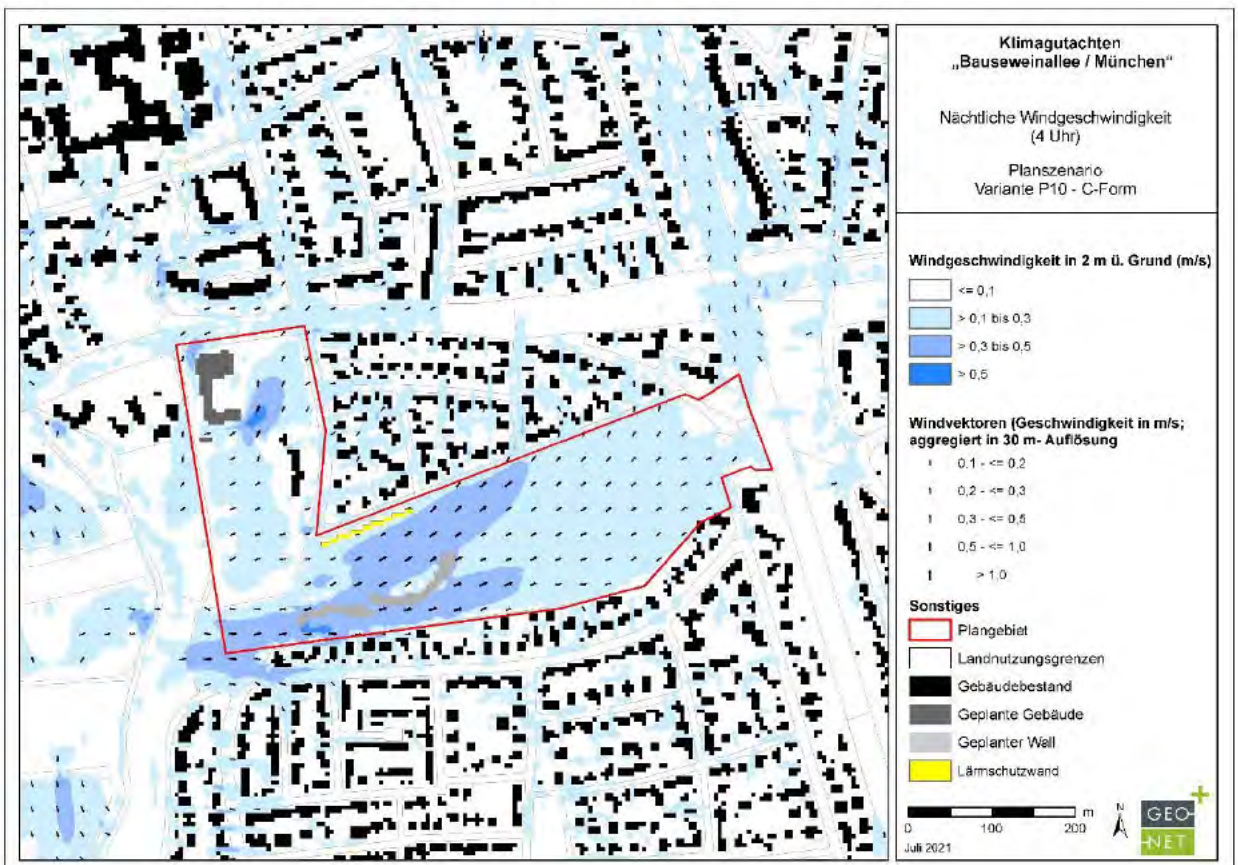 Klimagutachten
„Bauseweinallee / München“
Nächtliche Windgeschwindigkeit
(4 Uhr)
Planszenario
Variante P10 - C-Form
Windgeschwindigkeit in 2 m ü. Grund (m/s)
<= 0,1
> 0,1 bis 0,3
> 0,3 bis 0,5
> 0,5
Windvektoren (Geschwindigkeit in m/s;
aggregiert in 30 m- Auflösung
0,1 - <= 0,2
0,2 - <= 0,3
0,3 - <= 0,5
0,5 - <= 1,0
> 1,0
Sonstiges
Plangebiet
Landnutzungsgrenzen
Gebäudebestand
Geplante Gebäude
Geplanter Wall
Lärmschutzwand
m
0 100 200
N
Juli 2021
GEO-
NET